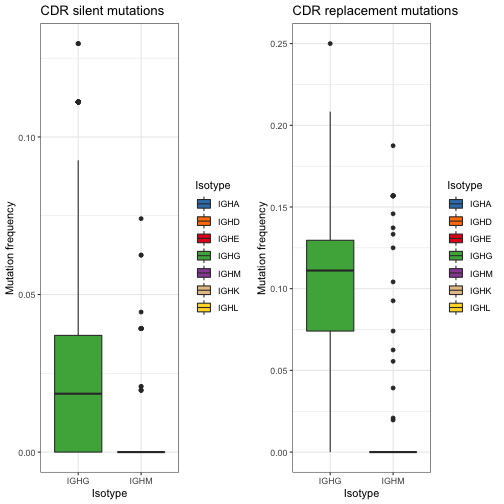 CDR silent mutations
Mutation frequency
0.10
0.05
0.00
IGHG IGHM
Isotype
Isotype
IGHA
IGHD
IGHE
IGHG
IGHM
IGHK
IGHL
CDR replacement mutations
Mutation frequency
0.25
0.20
0.15
0.10
0.05
0.00
IGHG IGHM
Isotype
Isotype
IGHA
IGHD
IGHE
IGHG
IGHM
IGHK
IGHL